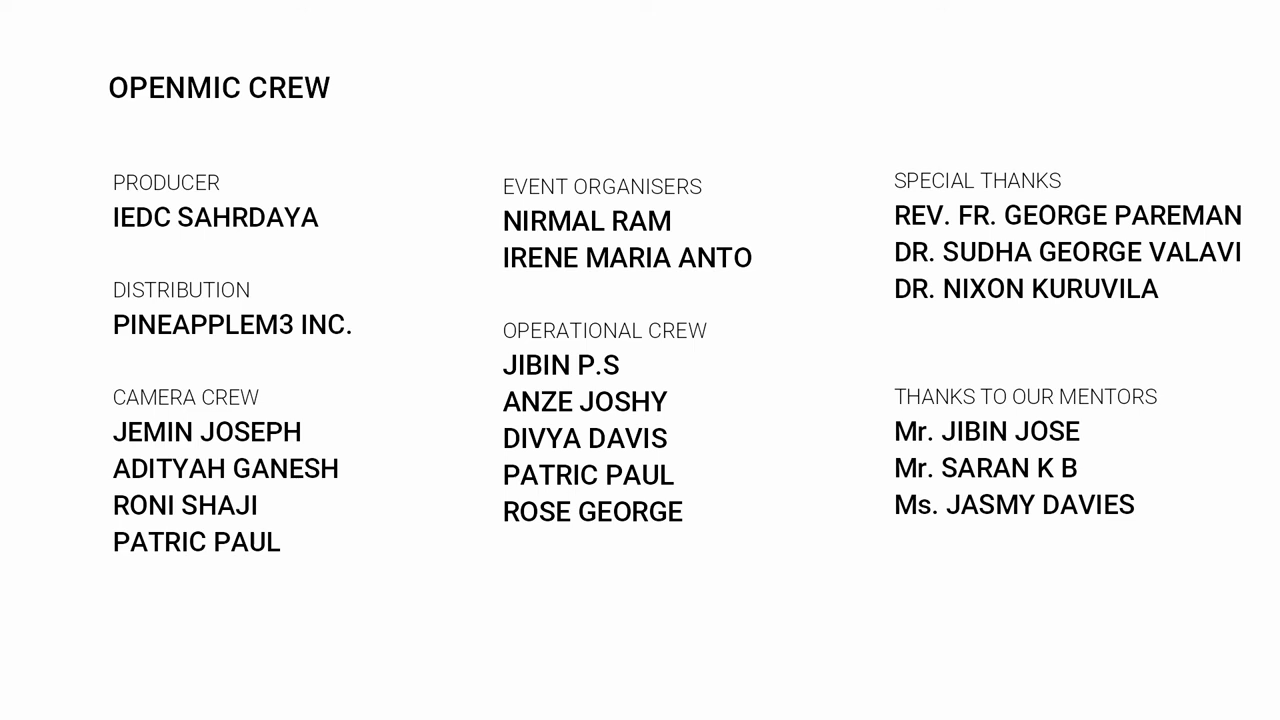 OPENMIC CREW
PRODUCER
IEDC SAHRDAYA
DISTRIBUTION
PINEAPPLEM3 INC.
CAMERA CREW
JEMIN JOSEPH
ADITYAH GANESH
RONI SHAJI
PATRIC PAUL
EVENT ORGANISERS
NIRMAL RAM
IRENE MARIA ANTO
OPERATIONAL CREW
JIBIN P.S
ANZE JOSHY
DIVYA DAVIS
PATRIC PAUL
ROSE GEORGE
SPECIAL THANKS
REV. FR. GEORGE PAREMAN
DR. SUDHA GEORGE VALAVI
DR. NIXON KURUVILA
THANKS TO OUR MENTORS
Mr. JIBIN JOSE
Mr. SARAN K B
Ms. JASMY DAVIES